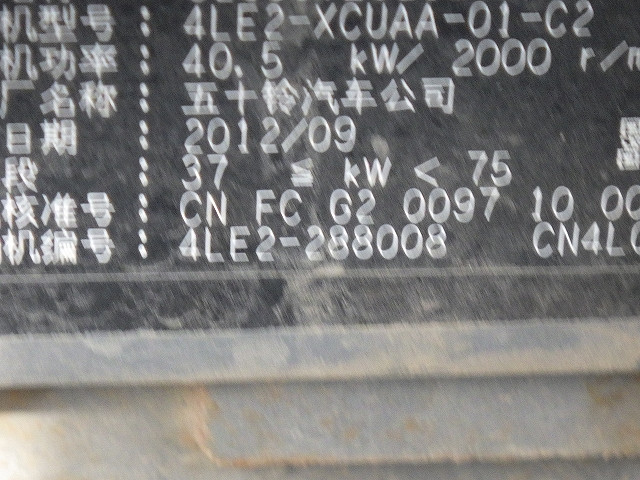 机型号 : 4LE2-XCUAA-01-C2
机功率 : 40.5 kW/ 2000 r/m
厂名称 : 五十铃汽车公司
日期 : 2012/09
段 : 37 ≦ kW < 75
核准号 : CN FC G2 0097 10 00
机编号 : 4LE2-288008 CN4L